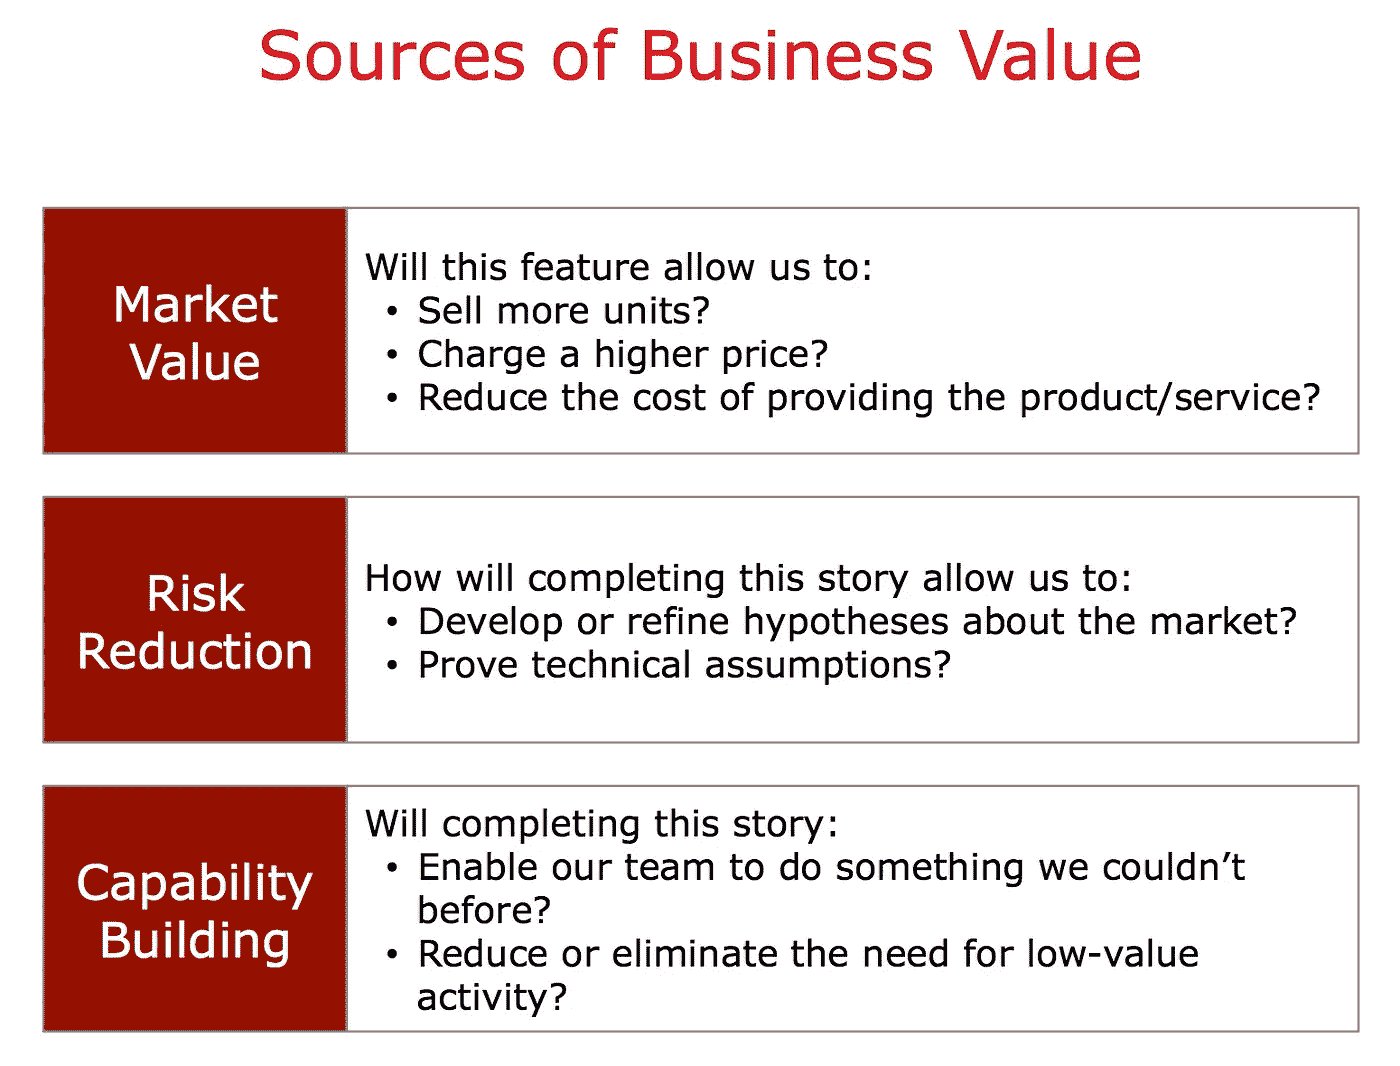 Sources of Business Value
Market
Value
Will this feature allow us to:
• Sell more units?
• Charge a higher price?
• Reduce the cost of providing the product/service?
Risk
Reduction
How will completing this story allow us to:
• Develop or refine hypotheses about the market?
• Prove technical assumptions?
Capability
Building
Will completing this story:
• Enable our team to do something we couldn’t
before?
• Reduce or eliminate the need for low-value
activity?